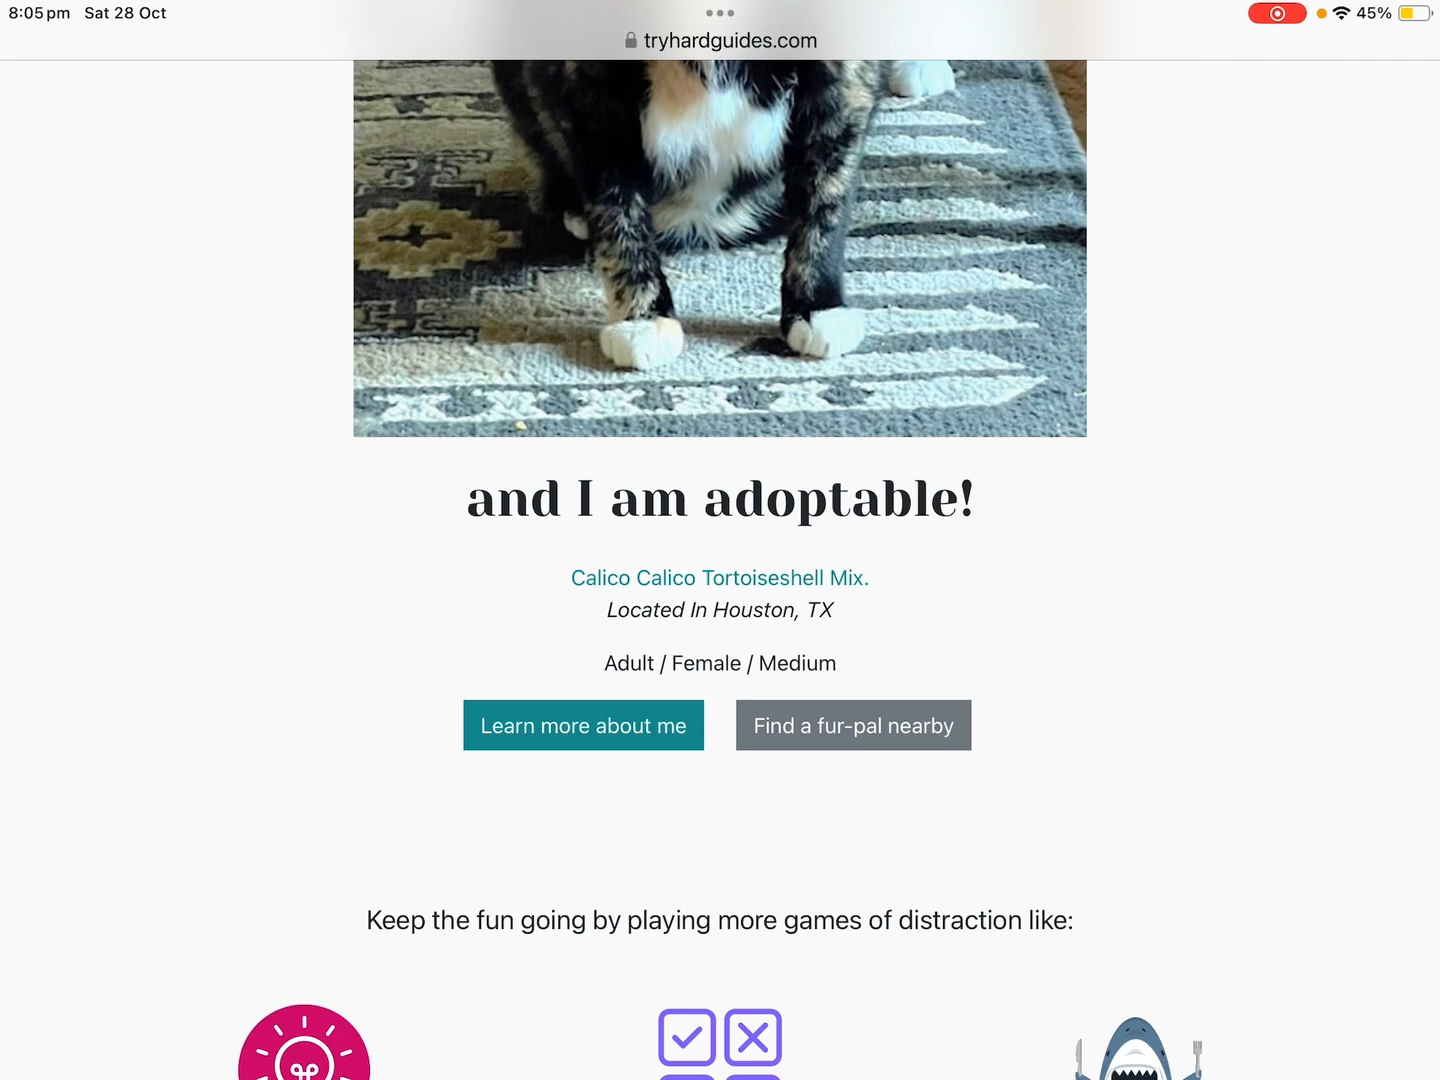 8:05 pm Sat 28 Oct
45%
tryhardguides.com
and I am adoptable!
Calico Calico Tortoiseshell Mix.
Located In Houston, TX
Adult / Female / Medium
Learn more about me
Find a fur-pal nearby
Keep the fun going by playing more games of distraction like: